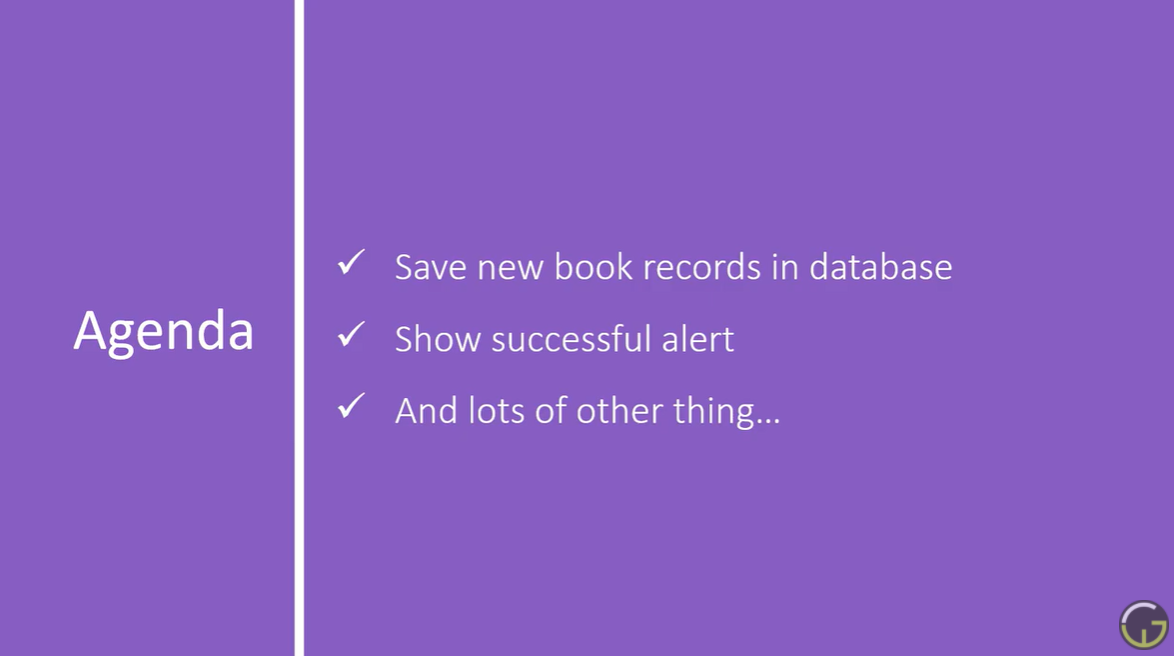 Agenda
Save new book records in database
Show successful alert
And lots of other thing...